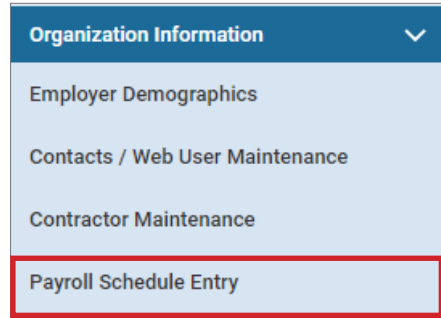 Organization Information
Employer Demographics
Contacts / Web User Maintenance
Contractor Maintenance
Payroll Schedule Entry